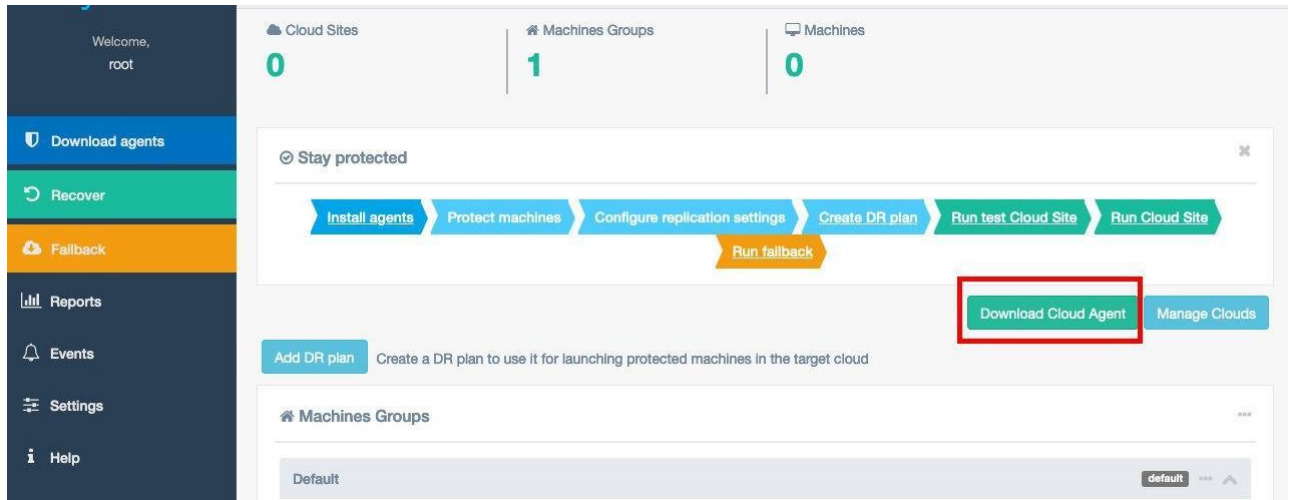 Welcome,
root
Download agents
Recover
Failback
Reports
Events
Settings
Help
Cloud Sites
0
Machines Groups
1
Machines
0
Stay protected
Install agents
Protect machines
Configure replication settings
Create DR plan
Run test Cloud Site
Run Cloud Site
Run failback
Download Cloud Agent
Manage Clouds
Add DR plan
Create a DR plan to use it for launching protected machines in the target cloud
Machines Groups
Default
default